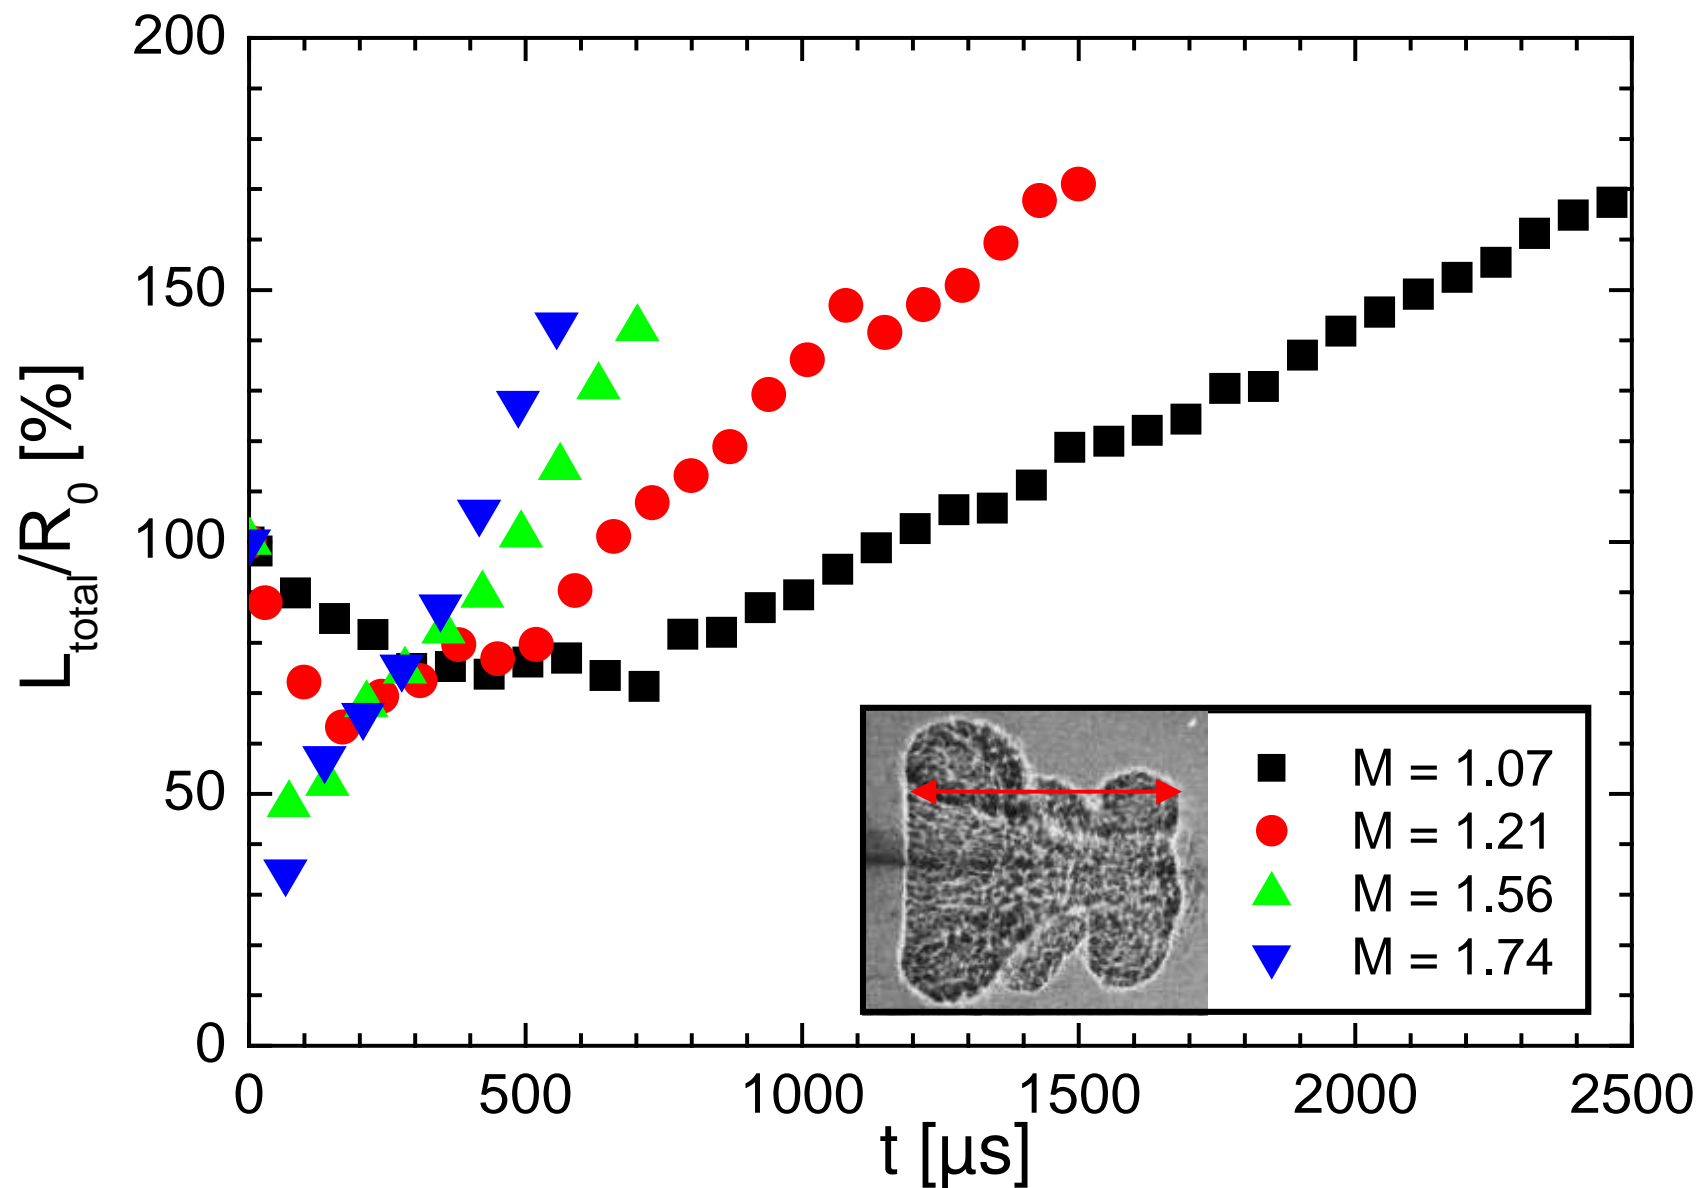 200
150
100
50
0
0 500 1000 1500 2000 2500
L_total/R_0 [%]
t [μs]
M = 1.07
M = 1.21
M = 1.56
M = 1.74